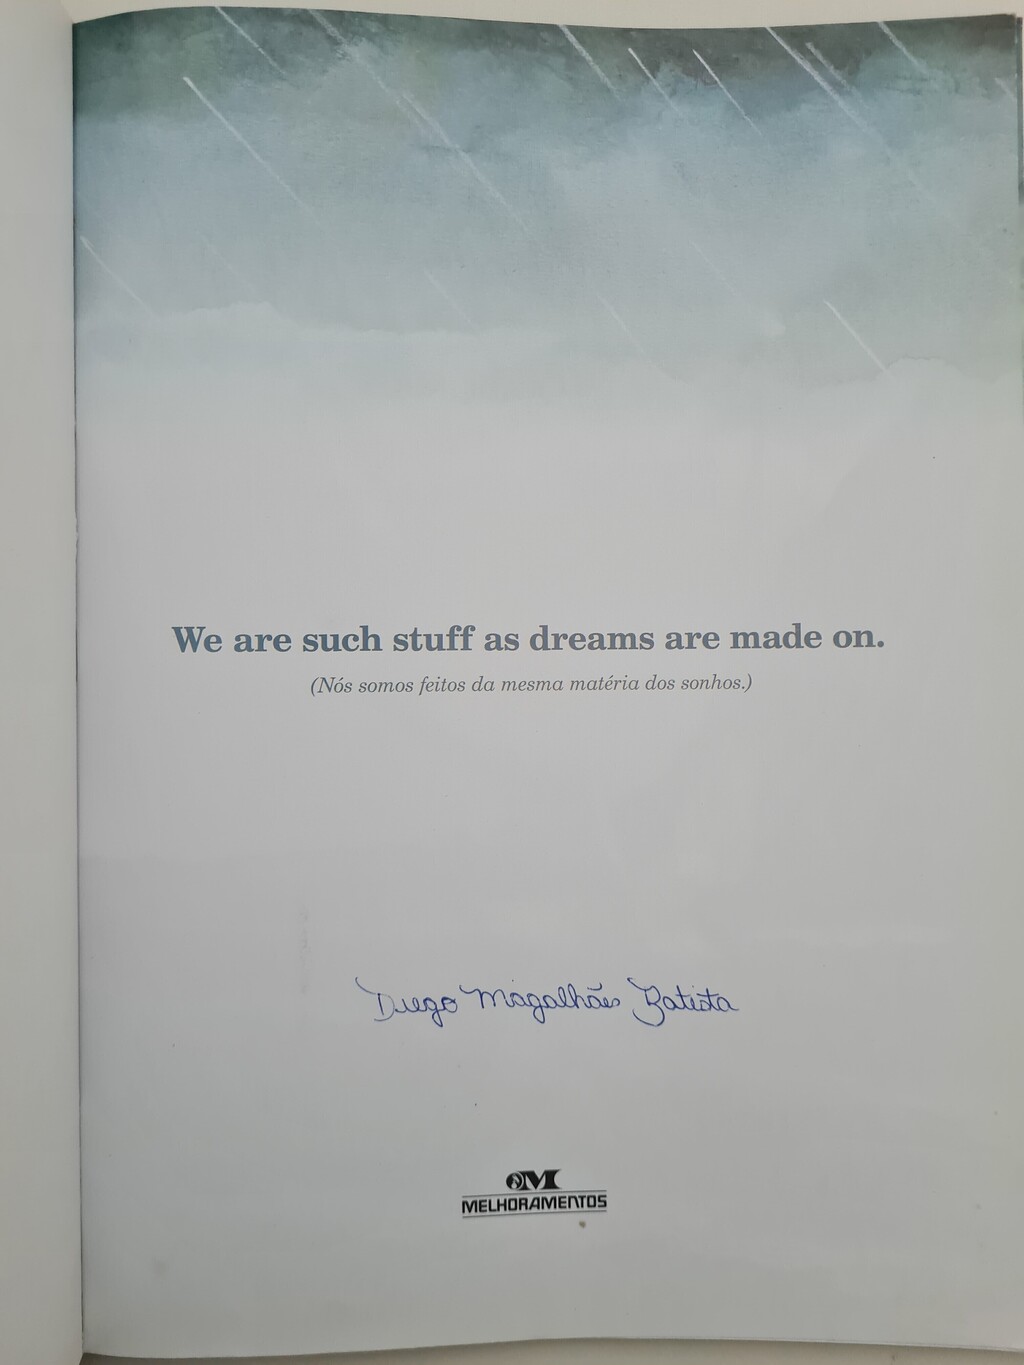 We are such stuff as dreams are made on.
(Nós somos feitos da mesma matéria dos sonhos.)
Diego Magalhães Batista
MELHORAMENTOS